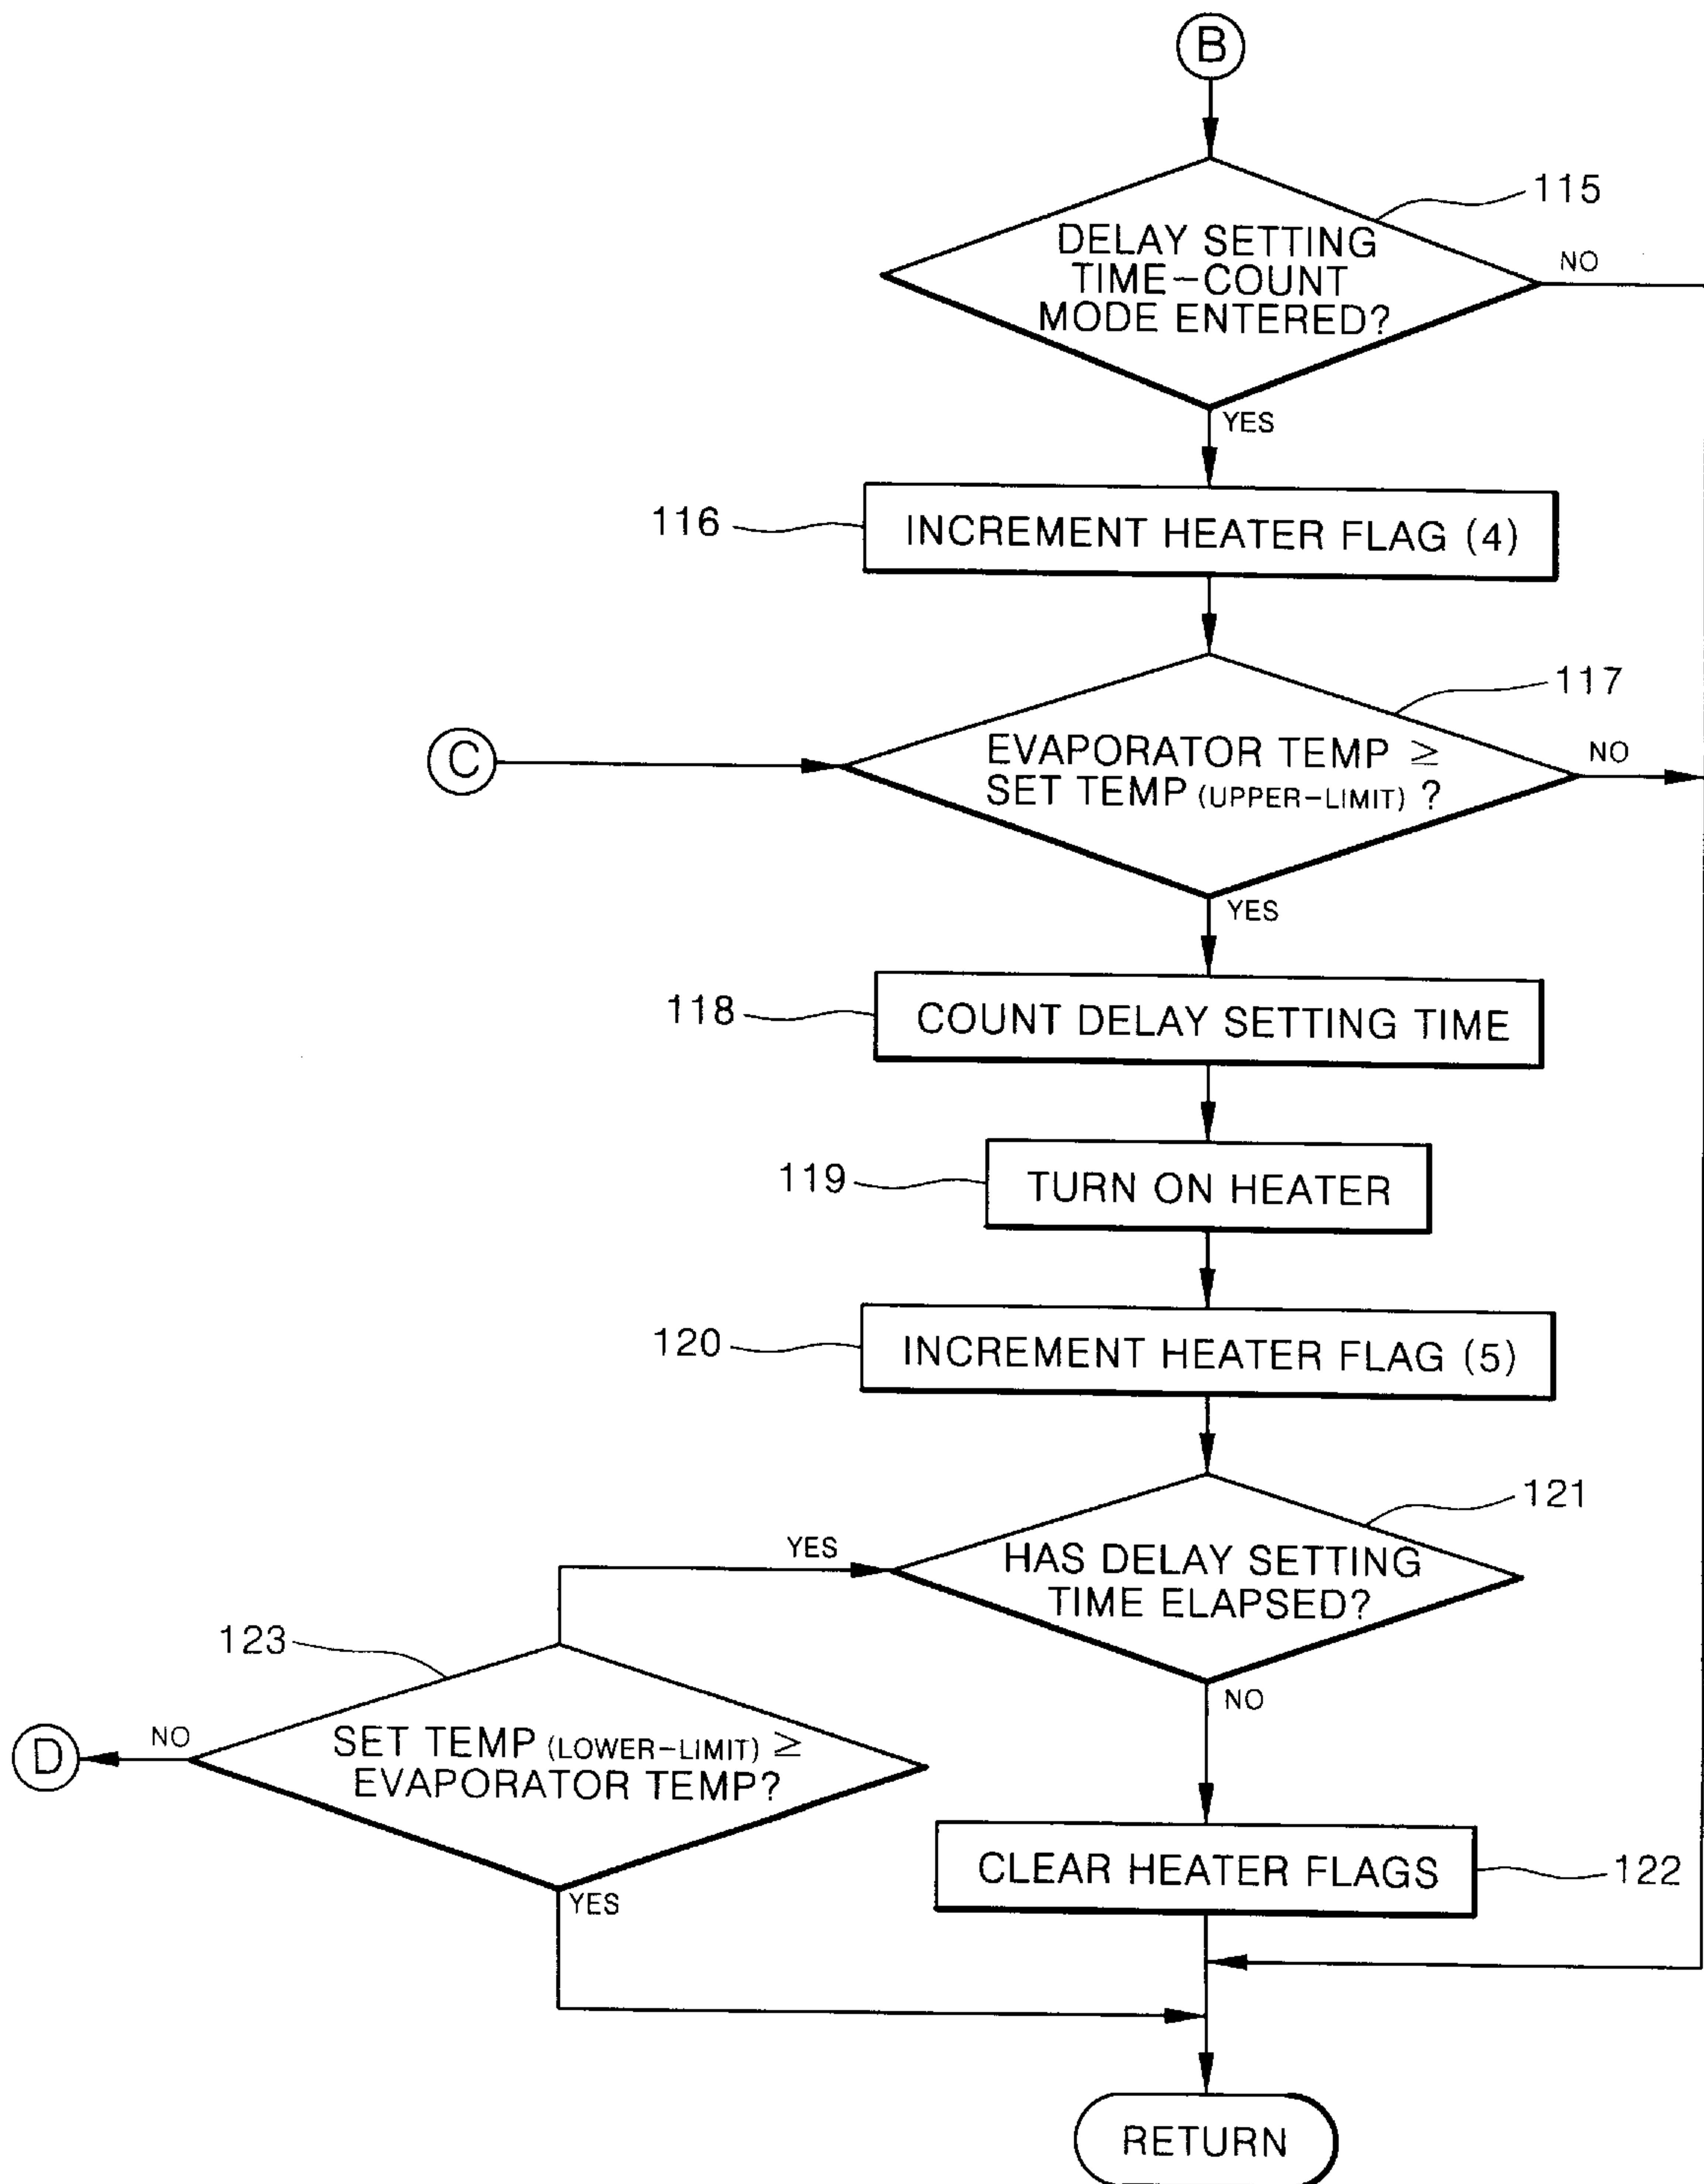 B
115
DELAY SETTING
TIME-COUNT
MODE ENTERED?
NO
YES
116
INCREMENT HEATER FLAG (4)
117
C
EVAPORATOR TEMP ≥
SET TEMP (UPPER-LIMIT) ?
NO
YES
118
COUNT DELAY SETTING TIME
119
TURN ON HEATER
120
INCREMENT HEATER FLAG (5)
121
YES
HAS DELAY SETTING
TIME ELAPSED?
123
NO
D
NO
SET TEMP (LOWER-LIMIT) ≥
EVAPORATOR TEMP?
YES
CLEAR HEATER FLAGS
122
RETURN